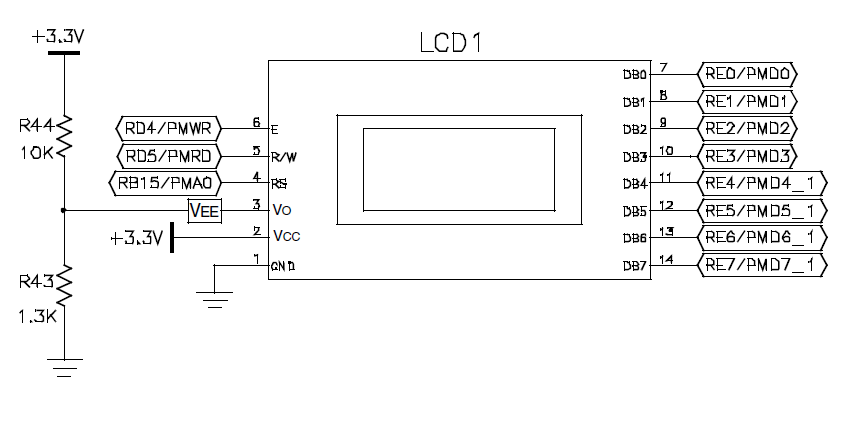 +3.3V
LCD1
R44
10K
RD4/PMWR 6 E
RD5/PMRD 5 R/W
RB15/PMA0 4 RS
VEE 3 VO
+3.3V 2 VCC
1 GND
R43
1.3K
DB0 7 RE0/PMD0
DB1 8 RE1/PMD1
DB2 9 RE2/PMD2
DB3 10 RE3/PMD3
DB4 11 RE4/PMD4_1
DB5 12 RE5/PMD5_1
DB6 13 RE6/PMD6_1
DB7 14 RE7/PMD7_1